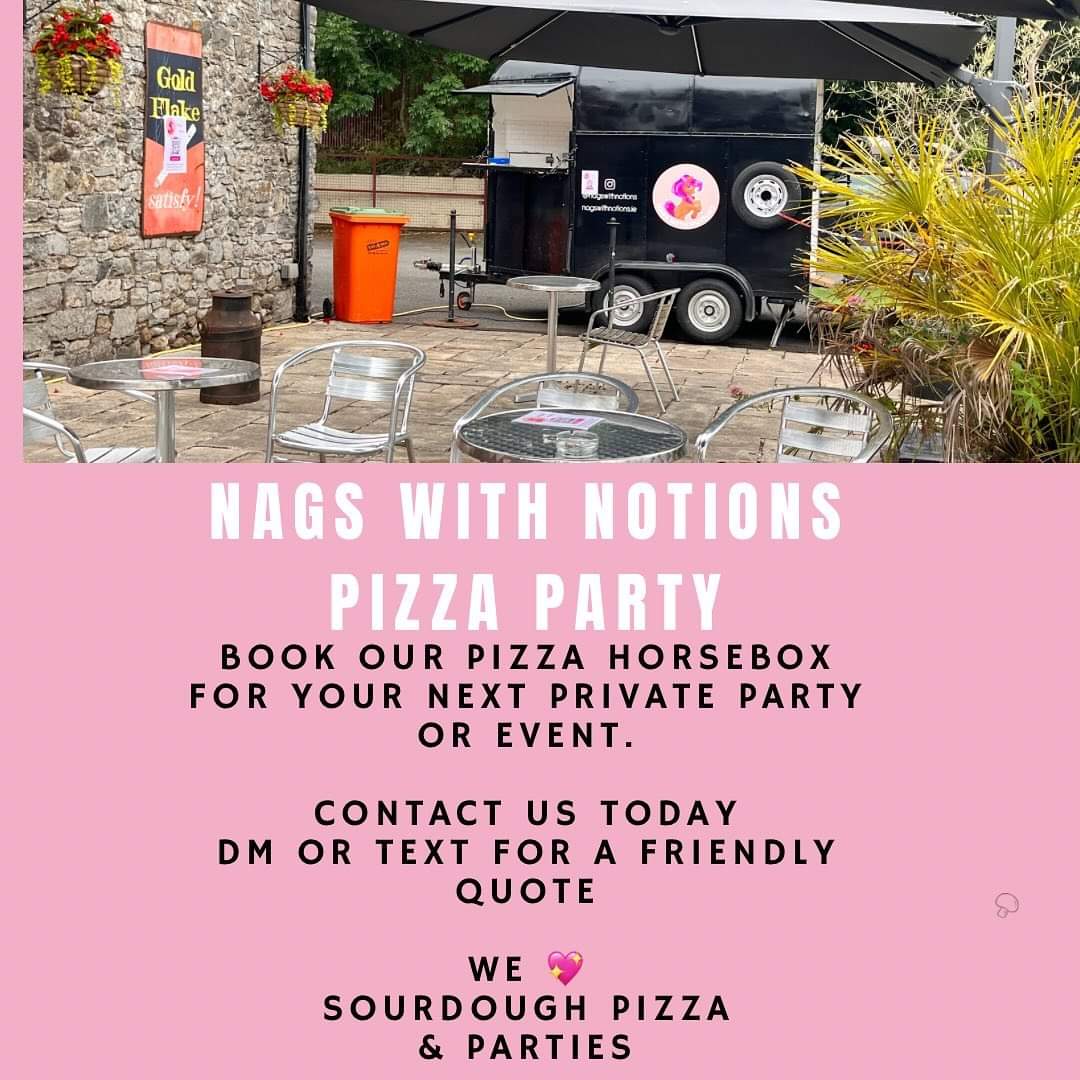 Gold
Flake
satisfy!
@nagswithnotions
nagswithnotions.ie
NAGS WITH NOTIONS
PIZZA PARTY
BOOK OUR PIZZA HORSEBOX
FOR YOUR NEXT PRIVATE PARTY
OR EVENT.
CONTACT US TODAY
DM OR TEXT FOR A FRIENDLY
QUOTE
WE 💖
SOURDOUGH PIZZA
& PARTIES